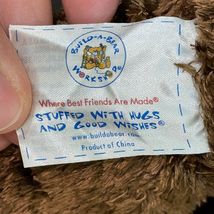 BUILD-A-BEAR
WORKSHOP®
Where Best Friends Are Made®
STUFFED WITH HUGS
AND GOOD WISHES®
www.buildabear.com
Product of China